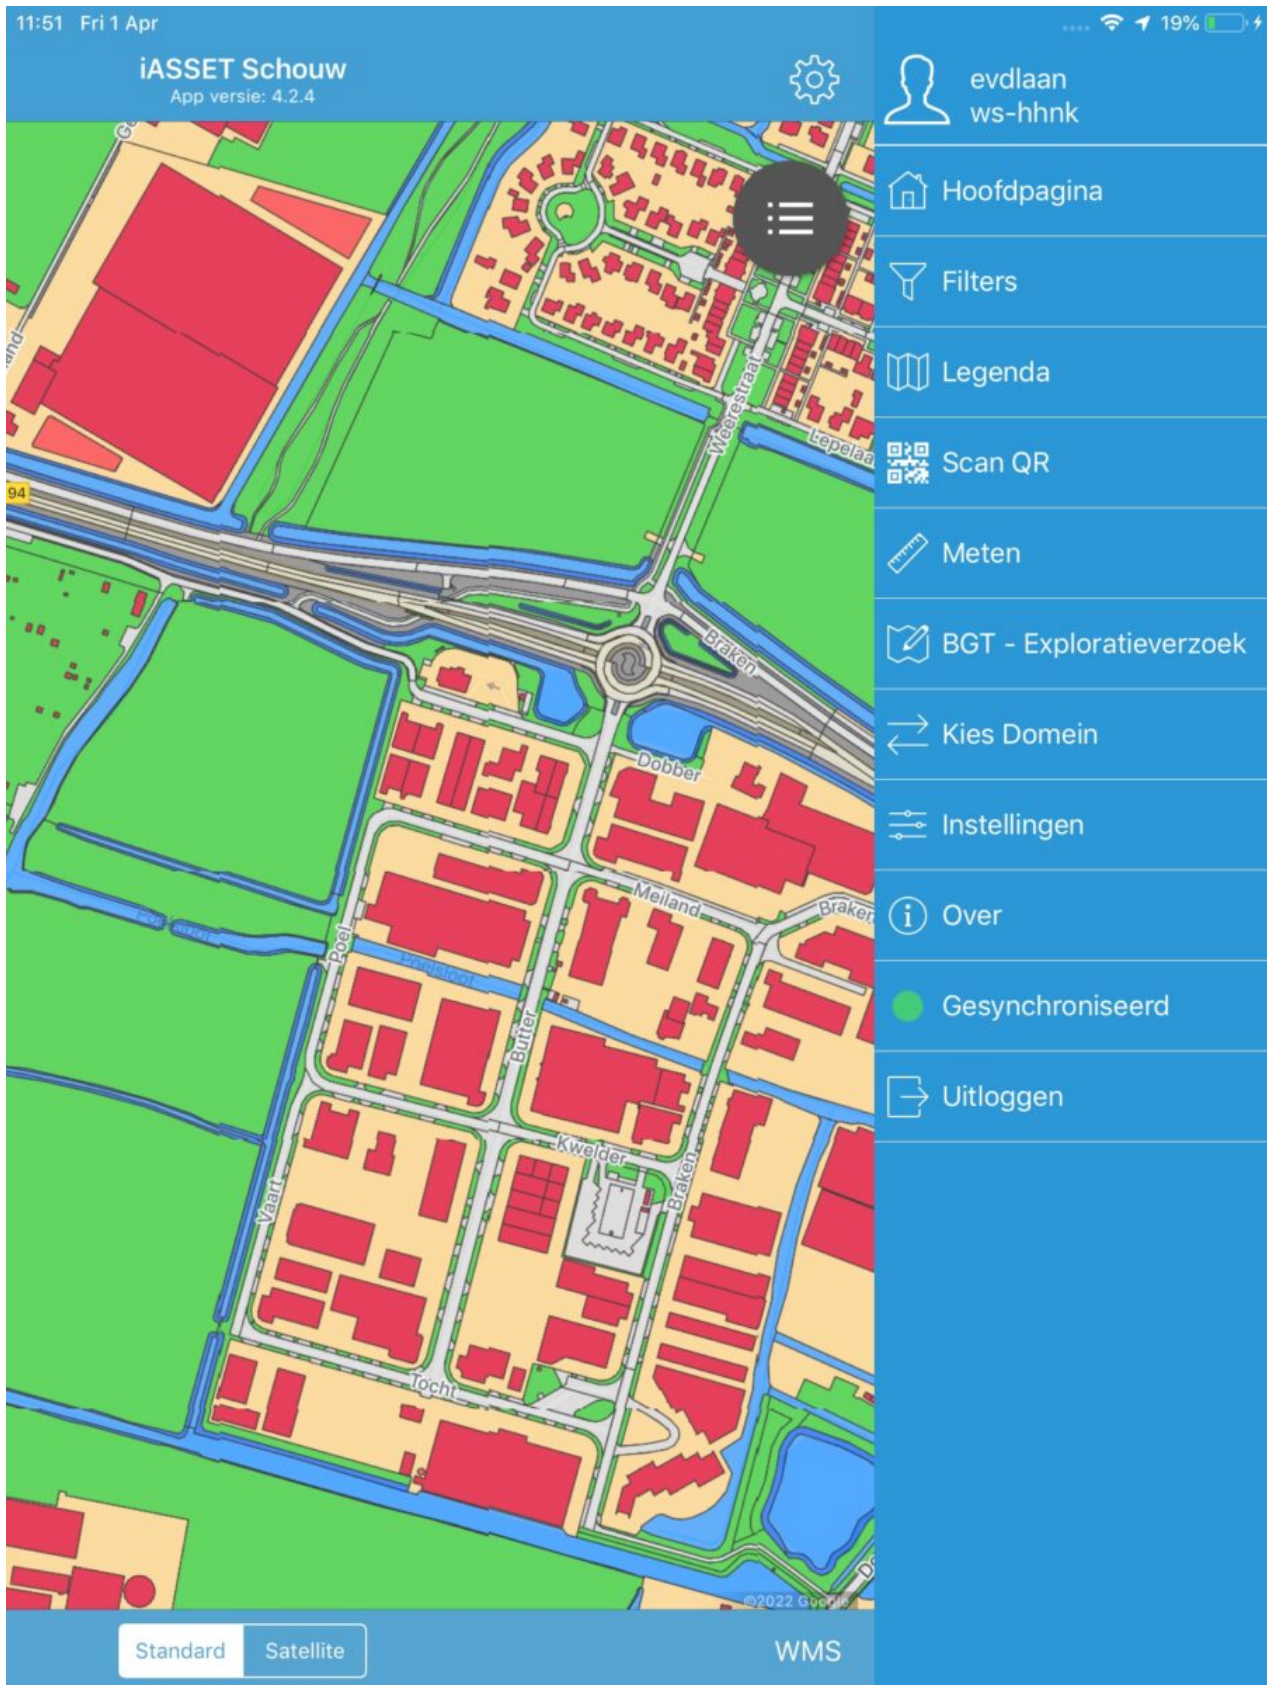 11:51 Fri 1 Apr
19%
iASSET Schouw
App versie: 4.2.4
evdlaan
ws-hhnk
Hoofdpagina
Filters
Legenda
Scan QR
Meten
BGT - Exploratieverzoek
Kies Domein
Instellingen
Over
Gesynchroniseerd
Uitloggen
Weerestraat
Lepelaa
94
Braken
Dobber
Meiland
Braken
Poel
Poelsloot
Butter
Kwelder
Braken
Vaart
Tocht
©2022 Google
Standard
Satellite
WMS